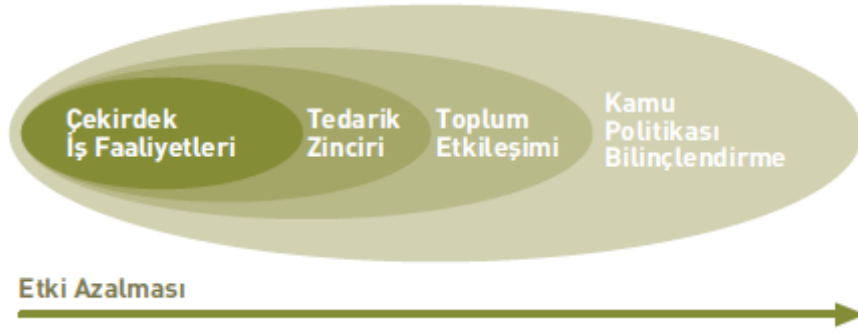 Çekirdek
İş Faaliyetleri
Tedarik
Zinciri
Toplum
Etkileşimi
Kamu
Politikası
Bilinçlendirme
Etki Azalması